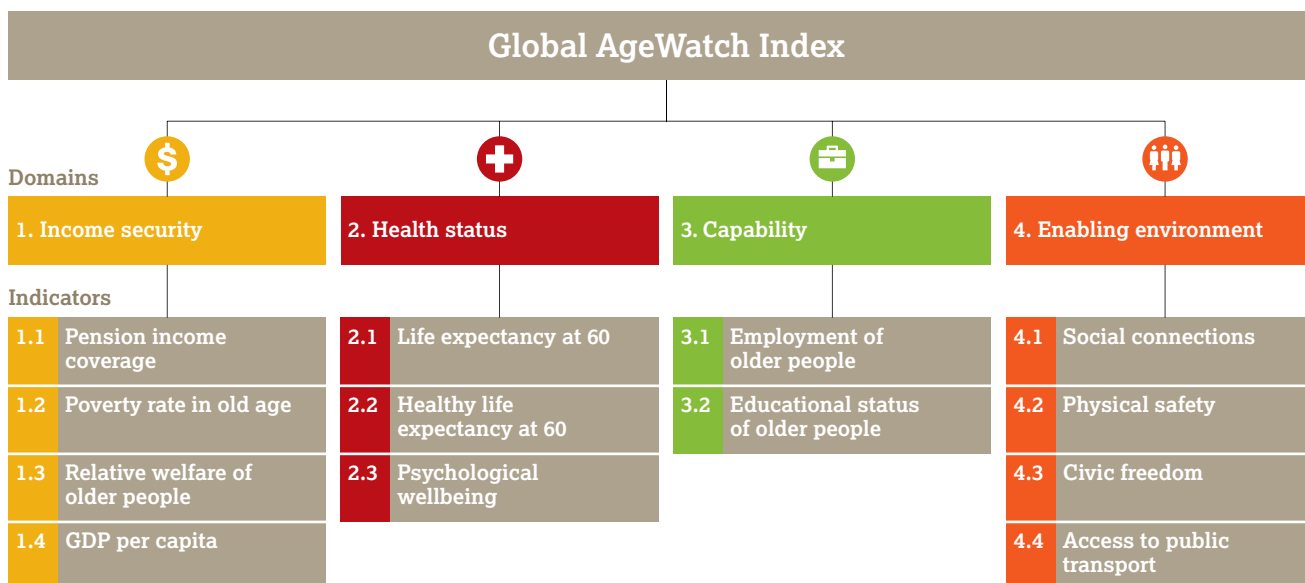 Global AgeWatch Index
$
Domains
1. Income security
2. Health status
3. Capability
4. Enabling environment
Indicators
1.1 Pension income
coverage
1.2 Poverty rate in old age
1.3 Relative welfare of
older people
1.4 GDP per capita
2.1 Life expectancy at 60
2.2 Healthy life
expectancy at 60
2.3 Psychological
wellbeing
3.1 Employment of
older people
3.2 Educational status
of older people
4.1 Social connections
4.2 Physical safety
4.3 Civic freedom
4.4 Access to public
transport